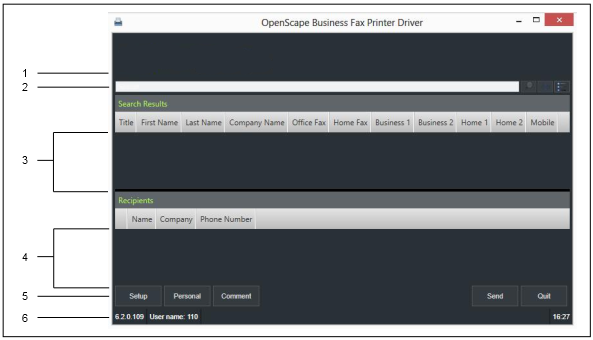 OpenScape Business Fax Printer Driver
1
2
Search Results
Title First Name Last Name Company Name Office Fax Home Fax Business 1 Business 2 Home 1 Home 2 Mobile
3
Recipients
Name Company Phone Number
4
5
Setup Personal Comment Send Quit
6
6.2.0.109 User name: 110 16:27